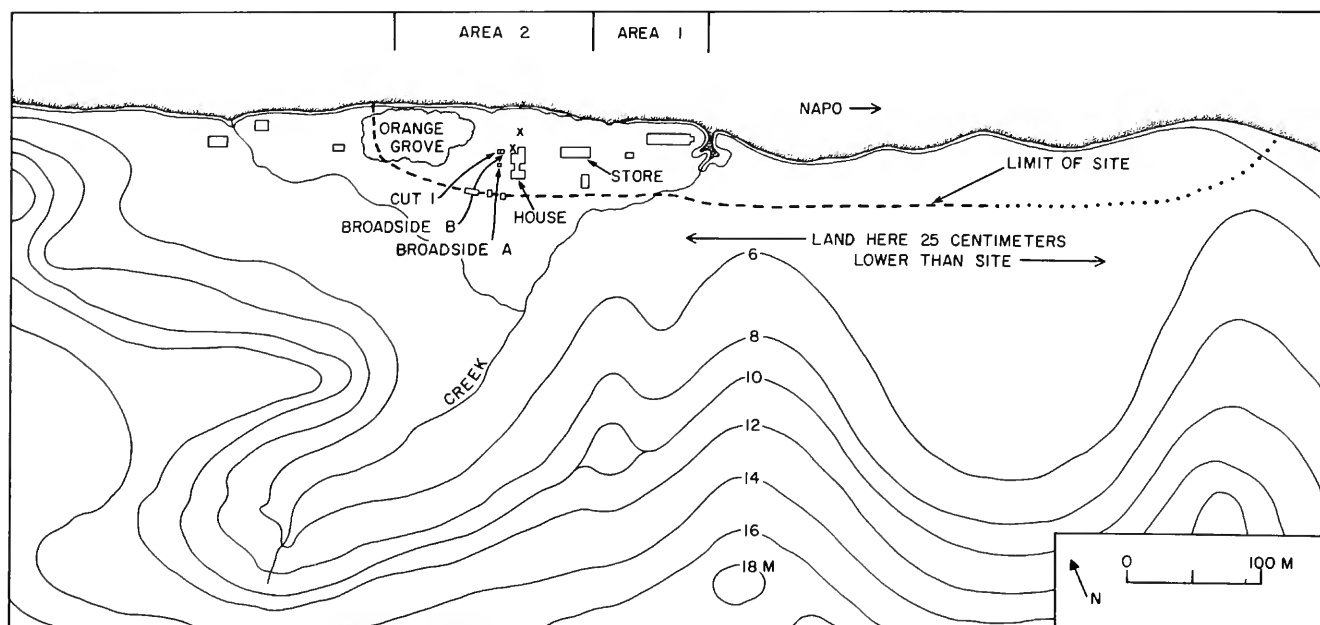 AREA 2
AREA 1
NAPO
ORANGE
GROVE
x
x
x
LIMIT OF SITE
STORE
CUT 1
HOUSE
BROADSIDE B
BROADSIDE A
LAND HERE 25 CENTIMETERS
LOWER THAN SITE
6
8
CREEK
10
12
14
16
18 M
0 100 M
N